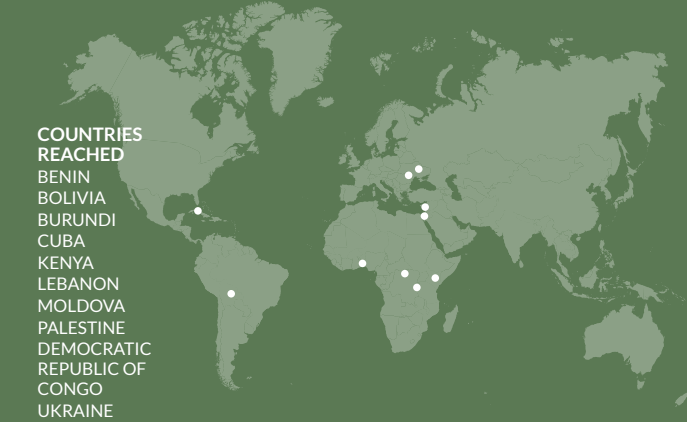 COUNTRIES
REACHED
BENIN
BOLIVIA
BURUNDI
CUBA
KENYA
LEBANON
MOLDOVA
PALESTINE
DEMOCRATIC
REPUBLIC OF
CONGO
UKRAINE